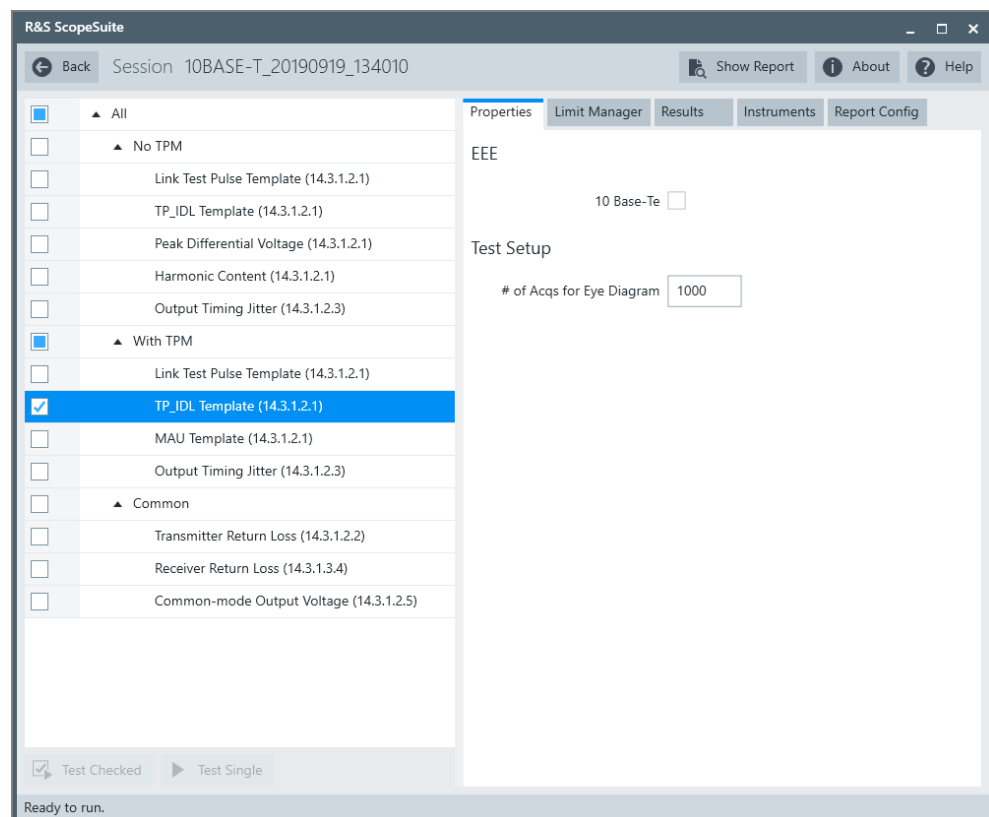 R&S ScopeSuite
Back Session 10BASE-T_20190919_134010 Show Report About Help
All
No TPM
Link Test Pulse Template (14.3.1.2.1)
TP_IDL Template (14.3.1.2.1)
Peak Differential Voltage (14.3.1.2.1)
Harmonic Content (14.3.1.2.1)
Output Timing Jitter (14.3.1.2.3)
With TPM
Link Test Pulse Template (14.3.1.2.1)
TP_IDL Template (14.3.1.2.1)
MAU Template (14.3.1.2.1)
Output Timing Jitter (14.3.1.2.3)
Common
Transmitter Return Loss (14.3.1.2.2)
Receiver Return Loss (14.3.1.3.4)
Common-mode Output Voltage (14.3.1.2.5)
Test Checked Test Single
Properties Limit Manager Results Instruments Report Config
EEE
10 Base-Te
Test Setup
# of Acqs for Eye Diagram 1000
Ready to run.